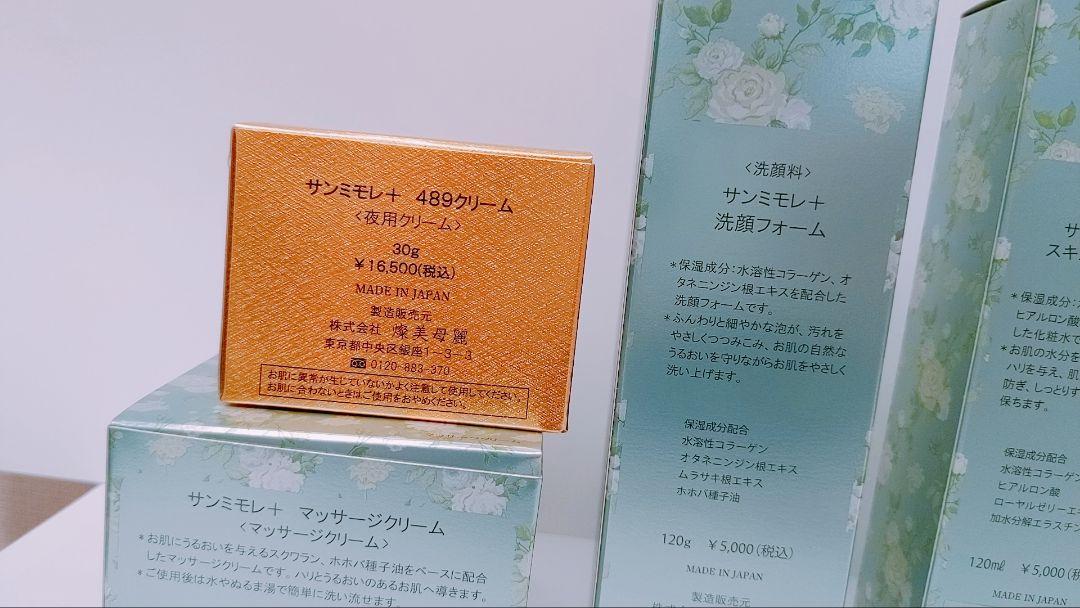 サンミモレ＋ 489クリーム
〈夜用クリーム〉
30g
￥16,500(税込)
MADE IN JAPAN
製造販売元
株式会社 燦美母麗
東京都中央区銀座1－3－3
0120-883-370
お肌に異常が生じていないかよく注意して使用してください。
お肌に合わないときはご使用をおやめください。
マッサージクリーム
サンミモレ＋ マッサージクリーム
〈マッサージクリーム〉
＊お肌にうるおいを与えるスクワラン、ホホバ種子油をベースに配合
したマッサージクリームです。ハリとうるおいのあるお肌へ導きます。
＊ご使用後は水やぬるま湯で簡単に洗い流せます。
〈洗顔料〉
サンミモレ＋
洗顔フォーム
＊保湿成分：水溶性コラーゲン、オ
タネニンジン根エキスを配合した
洗顔フォームです。
＊ふんわりと細やかな泡が、汚れを
やさしくつつみこみ、お肌の自然な
うるおいを守りながらお肌をやさしく
洗い上げます。
保湿成分配合
水溶性コラーゲン
オタネニンジン根エキス
ムラサキ根エキス
ホホバ種子油
120g ￥5,000(税込)
MADE IN JAPAN
製造販売元
株式会
サ
スキ
＊保湿成分：
ヒアルロン酸
した化粧水で
＊お肌の水分を
ハリを与え、肌
防ぎ、しっとりす
保ちます。
保湿成分配合
水溶性コラーゲン
ヒアルロン酸
ローヤルゼリーエ
加水分解エラスチン
120㎖ ￥5,000(税
MADE IN JAPAN